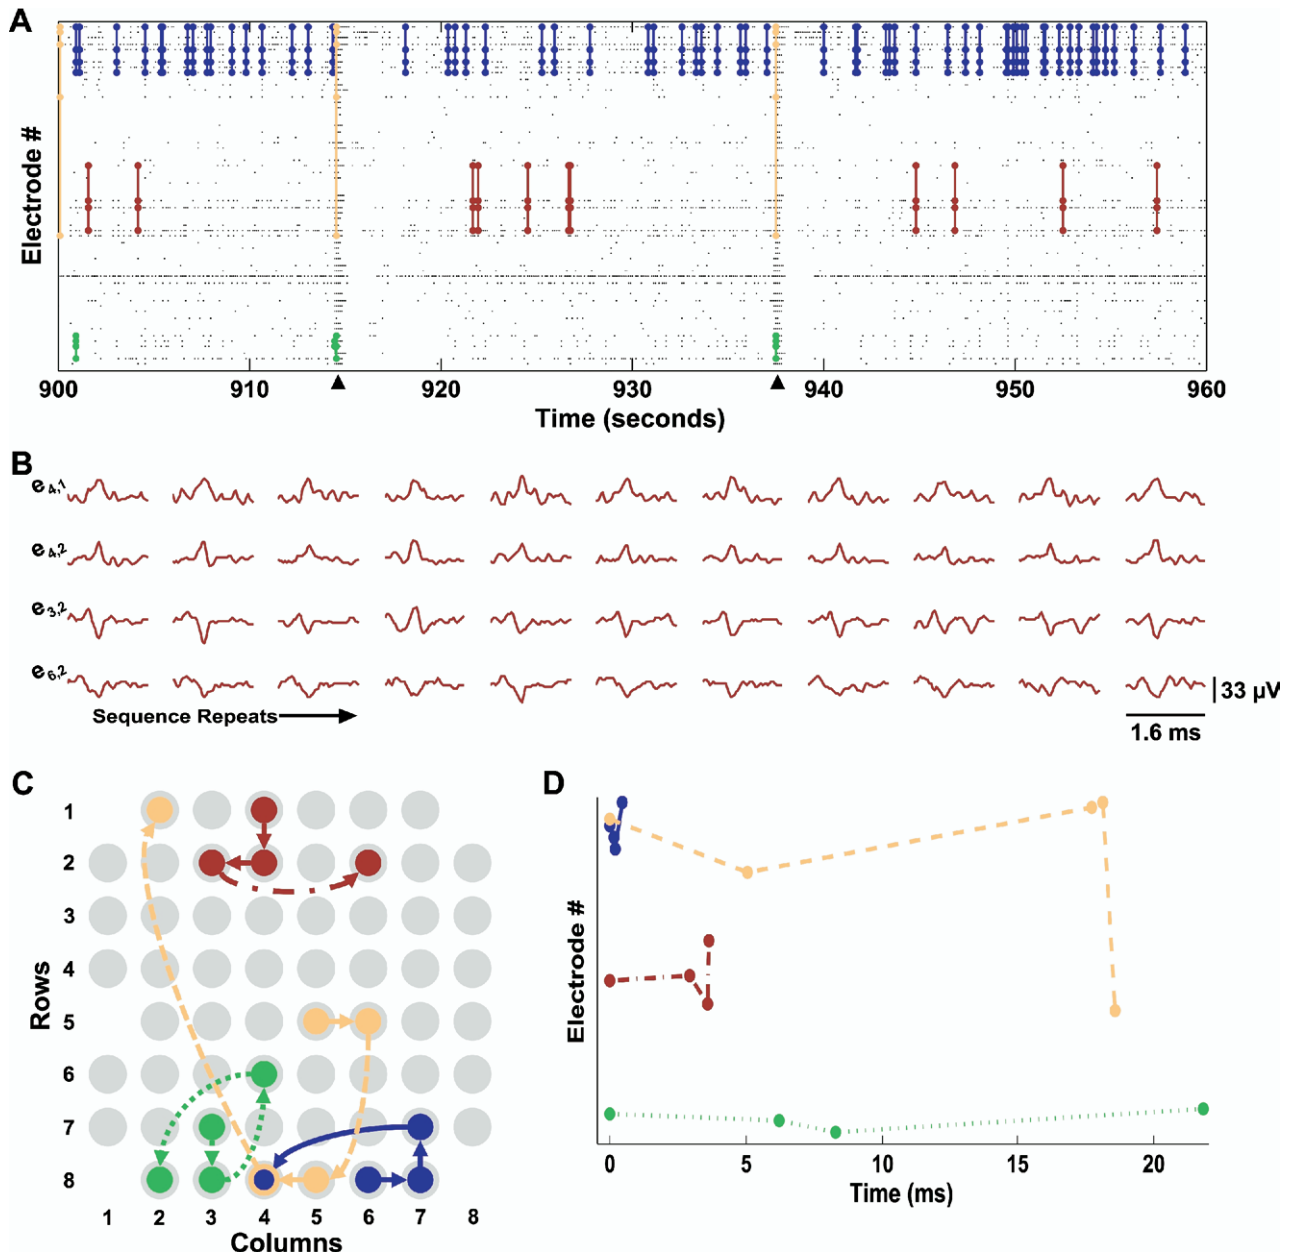 A
Electrode #
900 910 920 930 940 950 960
Time (seconds)
B
e4,1
e4,2
e3,2
e6,2
33 µV
Sequence Repeats
1.6 ms
C
Rows
1
2
3
4
5
6
7
8
1 2 3 4 5 6 7 8
Columns
D
Electrode #
0 5 10 15 20
Time (ms)